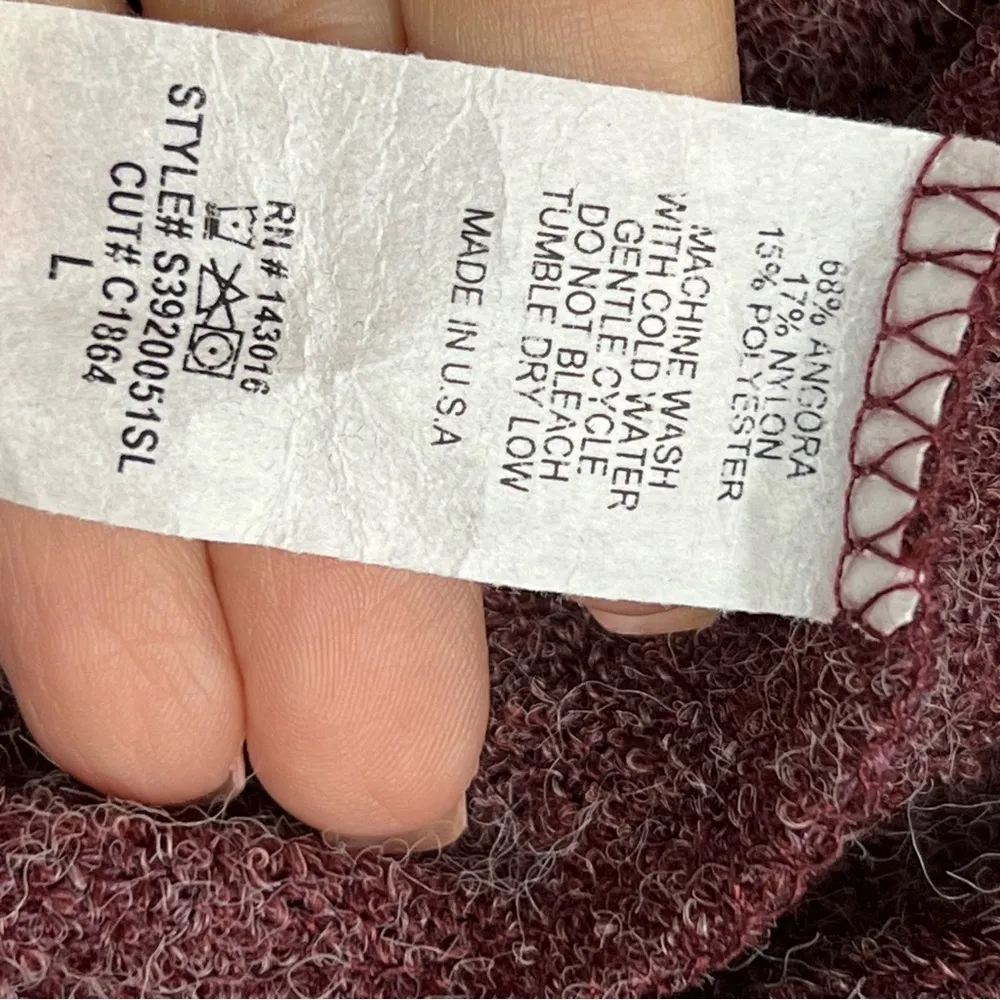 68% ANGORA
17% NYLON
15% POLYESTER
MACHINE WASH
WITH COLD WATER
GENTLE CYCLE
DO NOT BLEACH
TUMBLE DRY LOW
MADE IN U.S.A
RN # 143016
STYLE# S3920051SL
CUT# C1864
L